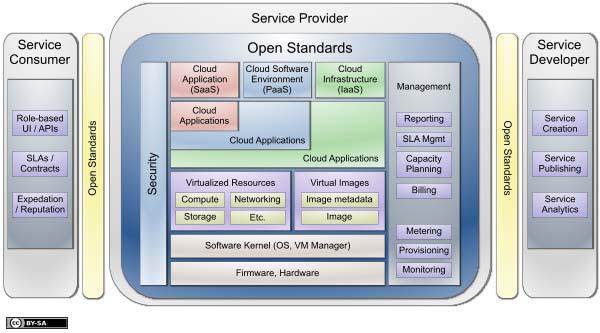 Service
Consumer
Role-based
UI / APIs
SLAs /
Contracts
Expedation
/ Reputation
Open Standards
Service Provider
Open Standards
Security
Cloud
Application
(SaaS)
Cloud Software
Environment
(PaaS)
Cloud
Infrastructure
(IaaS)
Cloud
Applications
Cloud Applications
Cloud Applications
Virtualized Resources
Compute
Networking
Storage
Etc.
Virtual Images
Image metadata
Image
Software Kernel (OS, VM Manager)
Firmware, Hardware
Management
Reporting
SLA Mgmt
Capacity
Planning
Billing
Metering
Provisioning
Monitoring
Open Standards
Service
Developer
Service
Creation
Service
Publishing
Service
Analytics
cc BY-SA